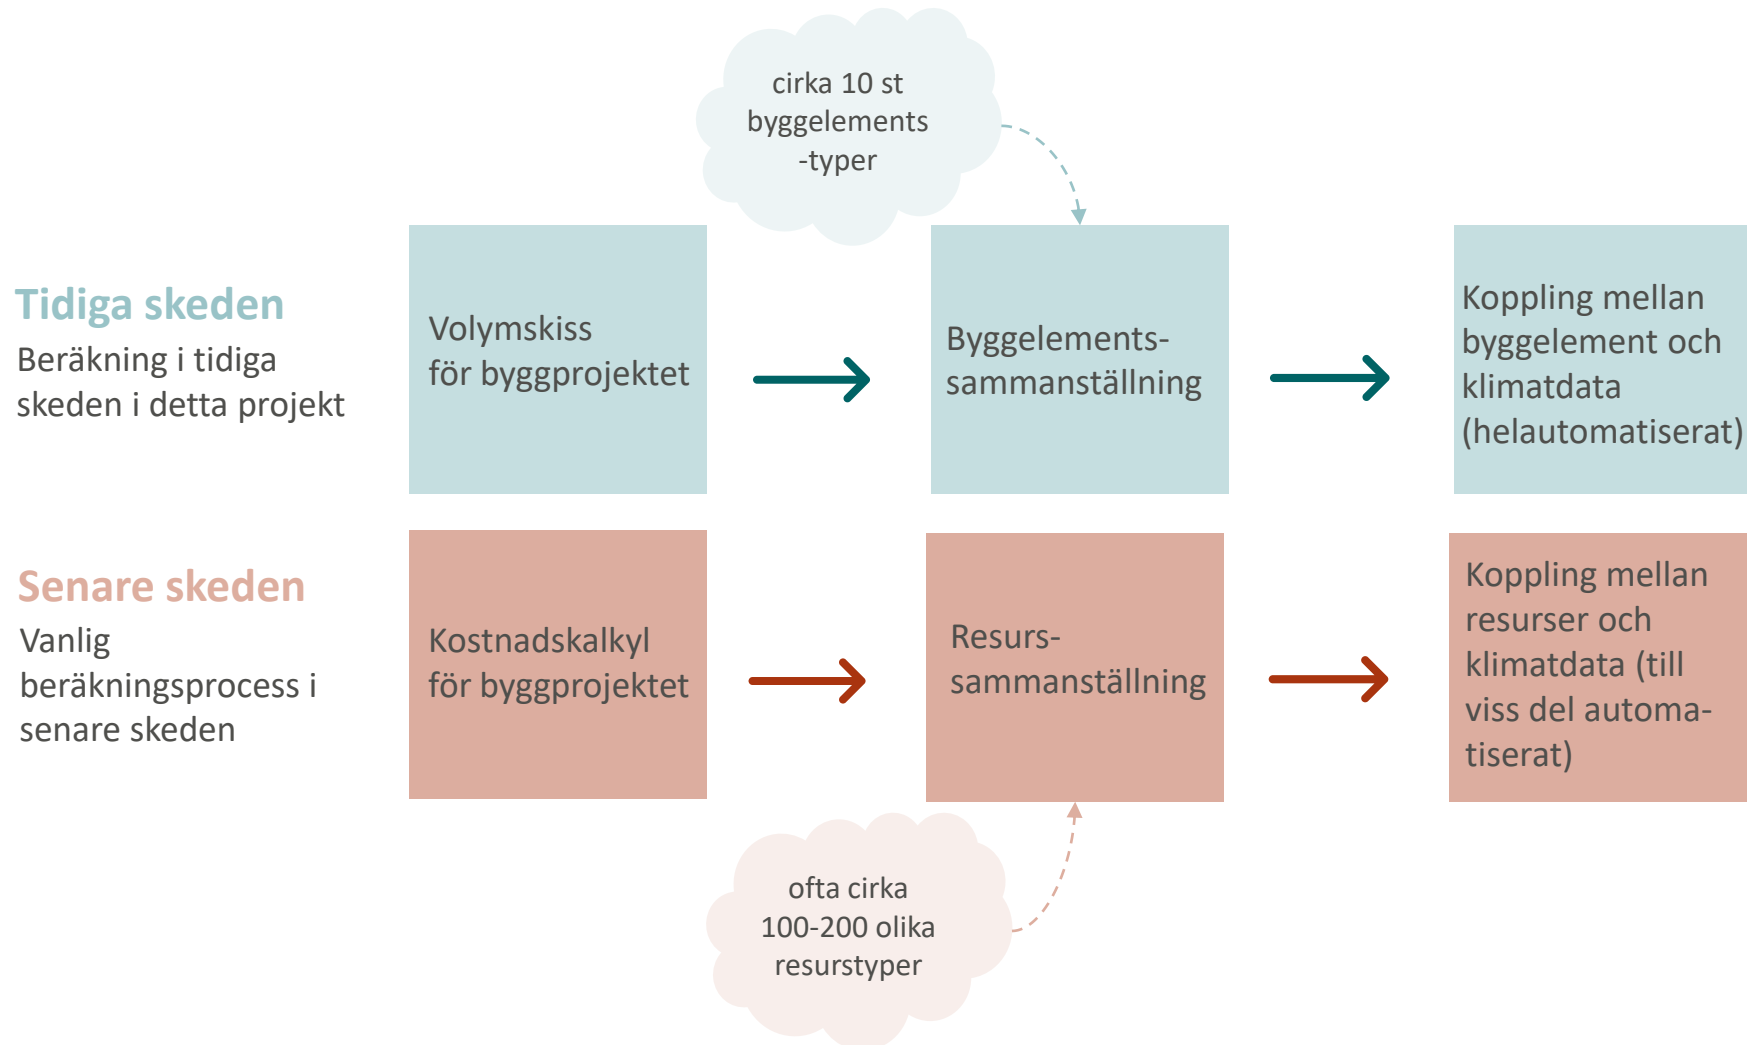 cirka 10 st
byggelements
-typer
Tidiga skeden
Beräkning i tidiga
skeden i detta projekt
Volymskiss
för byggprojektet
Byggelements-
sammanställning
Koppling mellan
byggelement och
klimatdata
(helautomatiserat)
Senare skeden
Vanlig
beräkningsprocess i
senare skeden
Kostnadskalkyl
för byggprojektet
Resurs-
sammanställning
Koppling mellan
resurser och
klimatdata (till
viss del automa-
tiserat)
ofta cirka
100-200 olika
resurstyper